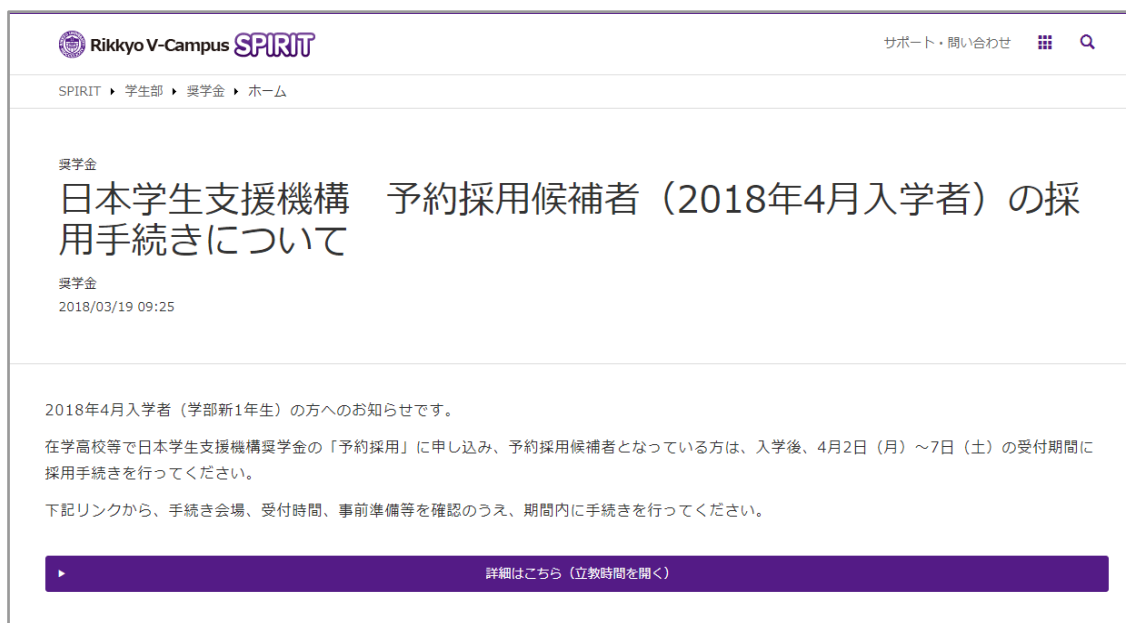 Rikkyo V-Campus SPIRIT
サポート・問い合わせ
SPIRIT ▸ 学生部 ▸ 奨学金 ▸ ホーム
奨学金
日本学生支援機構　予約採用候補者（2018年4月入学者）の採
用手続きについて
奨学金
2018/03/19 09:25
2018年4月入学者（学部新1年生）の方へのお知らせです。
在学高校等で日本学生支援機構奨学金の「予約採用」に申し込み、予約採用候補者となっている方は、入学後、4月2日（月）～7日（土）の受付期間に
採用手続きを行ってください。
下記リンクから、手続き会場、受付時間、事前準備等を確認のうえ、期間内に手続きを行ってください。
詳細はこちら（立教時間を開く）